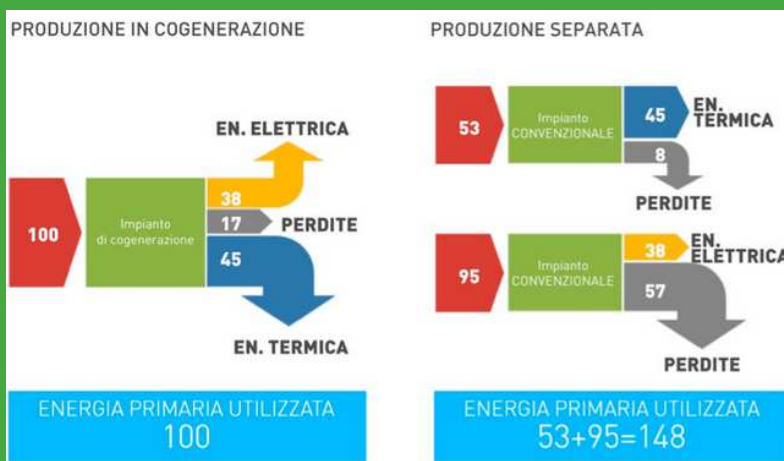 PRODUZIONE IN COGENERAZIONE
EN. ELETTRICA
100
Impianto
di cogenerazione
38
17
PERDITE
45
EN. TERMICA
ENERGIA PRIMARIA UTILIZZATA
100
PRODUZIONE SEPARATA
53
Impianto
CONVENZIONALE
45
EN.
TERMICA
8
PERDITE
95
Impianto
CONVENZIONALE
38
EN.
ELETTRICA
57
PERDITE
ENERGIA PRIMARIA UTILIZZATA
53+95=148